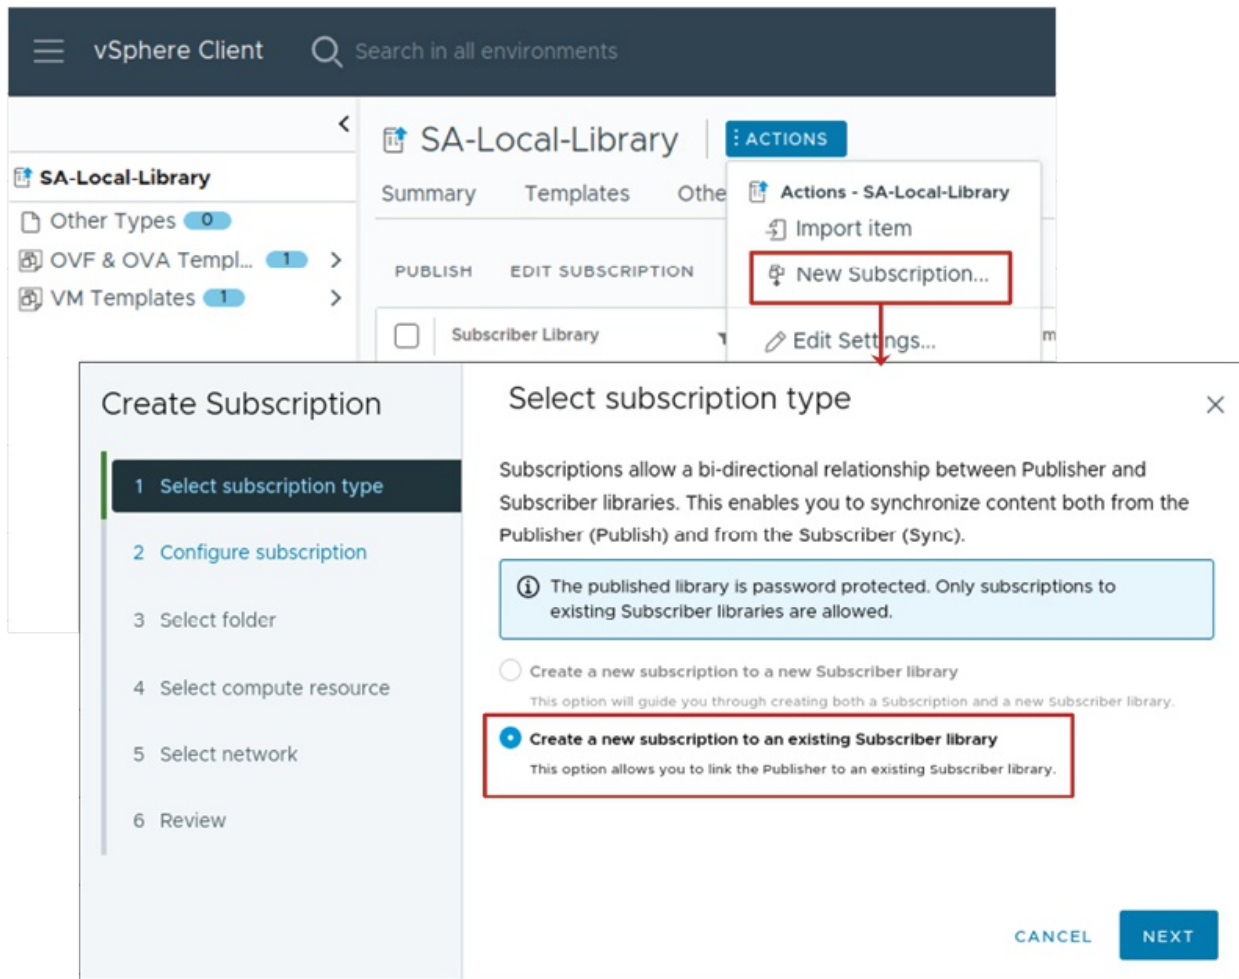 vSphere Client
Search in all environments
SA-Local-Library
Other Types 0
OVF & OVA Templ... 1
VM Templates 1
SA-Local-Library
ACTIONS
Summary Templates Othe
PUBLISH EDIT SUBSCRIPTION
Subscriber Library
Actions - SA-Local-Library
Import item
New Subscription...
Edit Settings...
m
Create Subscription
1 Select subscription type
2 Configure subscription
3 Select folder
4 Select compute resource
5 Select network
6 Review
Select subscription type
Subscriptions allow a bi-directional relationship between Publisher and
Subscriber libraries. This enables you to synchronize content both from the
Publisher (Publish) and from the Subscriber (Sync).
The published library is password protected. Only subscriptions to
existing Subscriber libraries are allowed.
Create a new subscription to a new Subscriber library
This option will guide you through creating both a Subscription and a new Subscriber library.
Create a new subscription to an existing Subscriber library
This option allows you to link the Publisher to an existing Subscriber library.
CANCEL NEXT